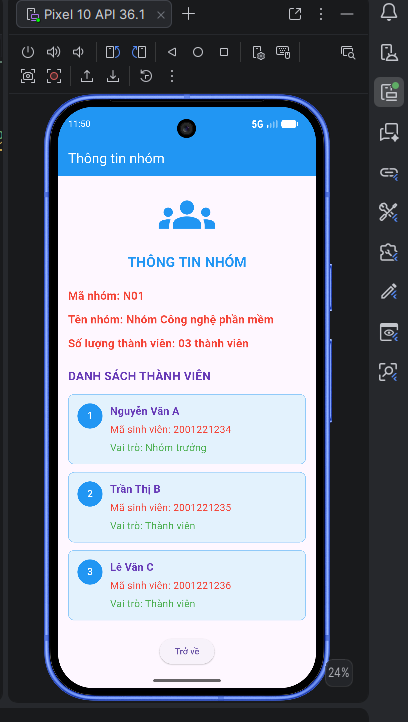 Pixel 10 API 36.1
11:50
5G
Thông tin nhóm
THÔNG TIN NHÓM
Mã nhóm: N01
Tên nhóm: Nhóm Công nghệ phần mềm
Số lượng thành viên: 03 thành viên
DANH SÁCH THÀNH VIÊN
1
Nguyễn Văn A
Mã sinh viên: 2001221234
Vai trò: Nhóm trưởng
2
Trần Thị B
Mã sinh viên: 2001221235
Vai trò: Thành viên
3
Lê Văn C
Mã sinh viên: 2001221236
Vai trò: Thành viên
Trở về
24%